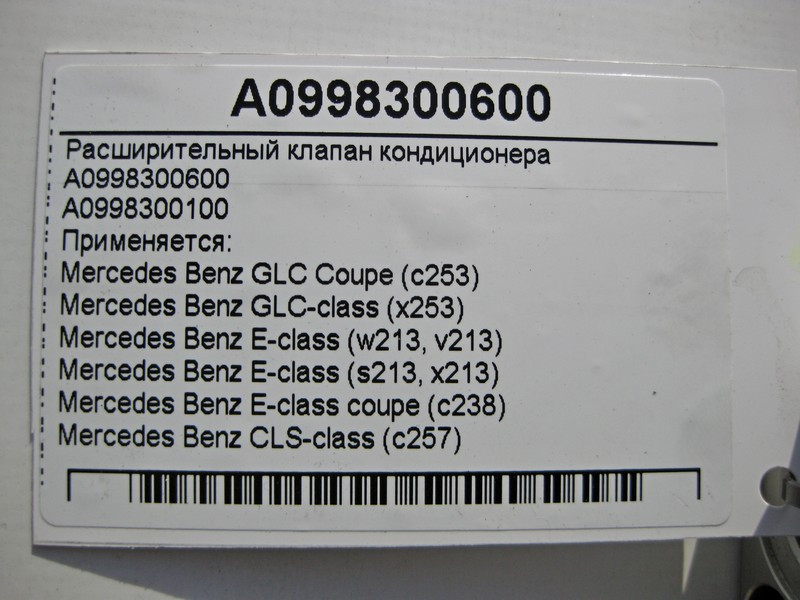 A0998300600
Расширительный клапан кондиционера
A0998300600
A0998300100
Применяется:
Mercedes Benz GLC Coupe (c253)
Mercedes Benz GLC-class (x253)
Mercedes Benz E-class (w213, v213)
Mercedes Benz E-class (s213, x213)
Mercedes Benz E-class coupe (c238)
Mercedes Benz CLS-class (c257)